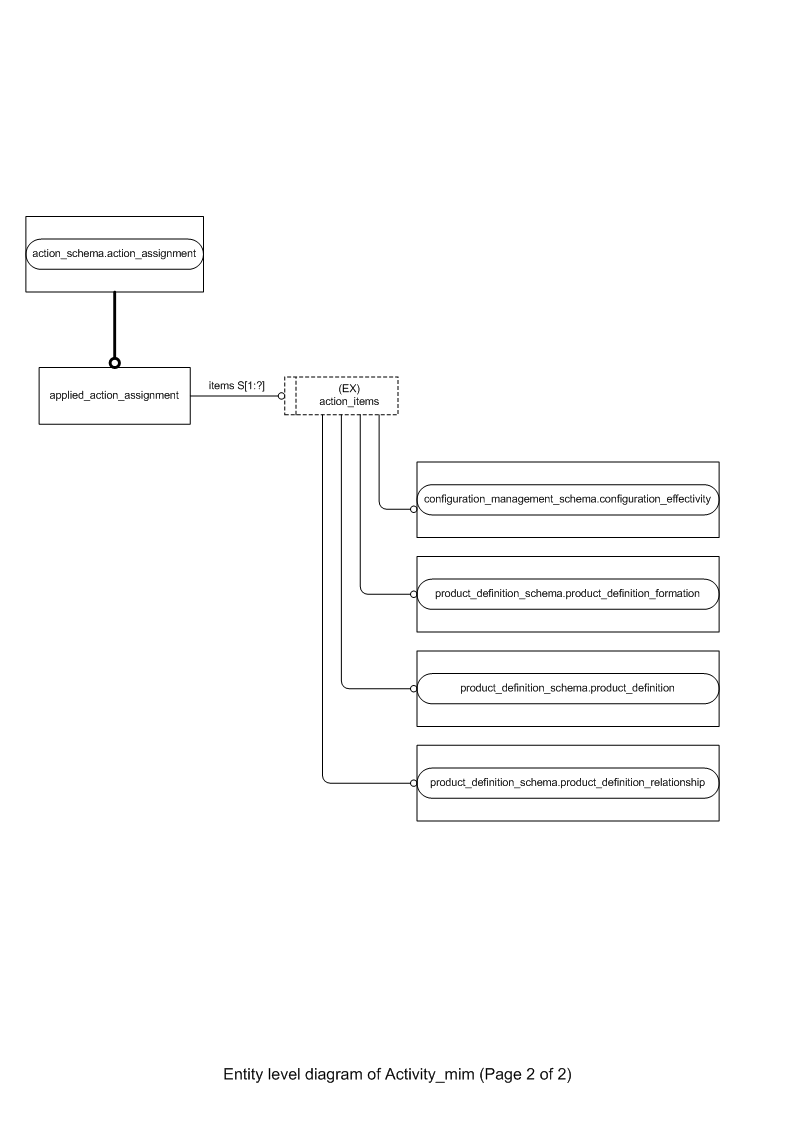 action_schema.action_assignment
applied_action_assignment
items S[1:?]
(EX)
action_items
configuration_management_schema.configuration_effectivity
product_definition_schema.product_definition_formation
product_definition_schema.product_definition
product_definition_schema.product_definition_relationship
Entity level diagram of Activity_mim (Page 2 of 2)